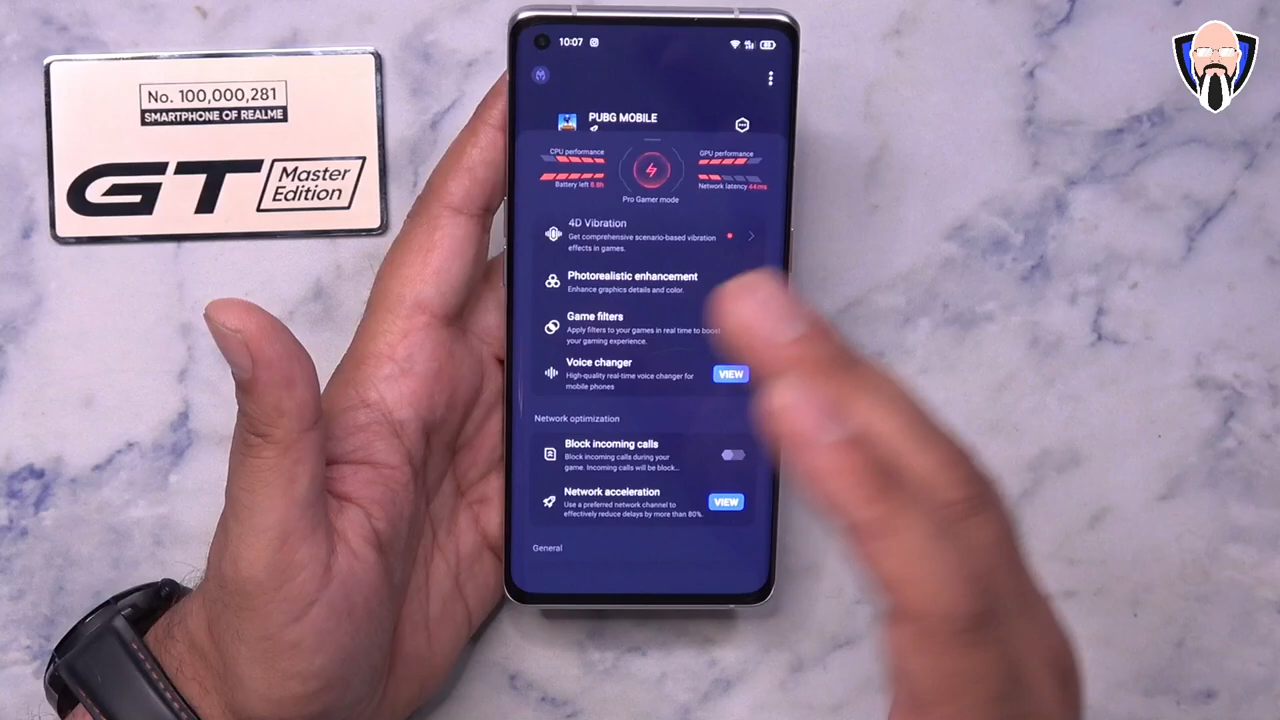 No. 100,000,281
SMARTPHONE OF REALME
GT Master
Edition
10:07
PUBG MOBILE
CPU performance
GPU performance
Battery left 8.8h
Network latency 44ms
Pro Gamer mode
4D Vibration
Get comprehensive scenario-based vibration
effects in games.
Photorealistic enhancement
Enhance graphics details and color.
Game filters
Apply filters to your games in real time to boost
your gaming experience.
Voice changer
High-quality real-time voice changer for
mobile phones
VIEW
Network optimization
Block incoming calls
Block incoming calls during your
game. Incoming calls will be block...
Network acceleration
Use a preferred network channel to
effectively reduce delays by more than 80%.
VIEW
General